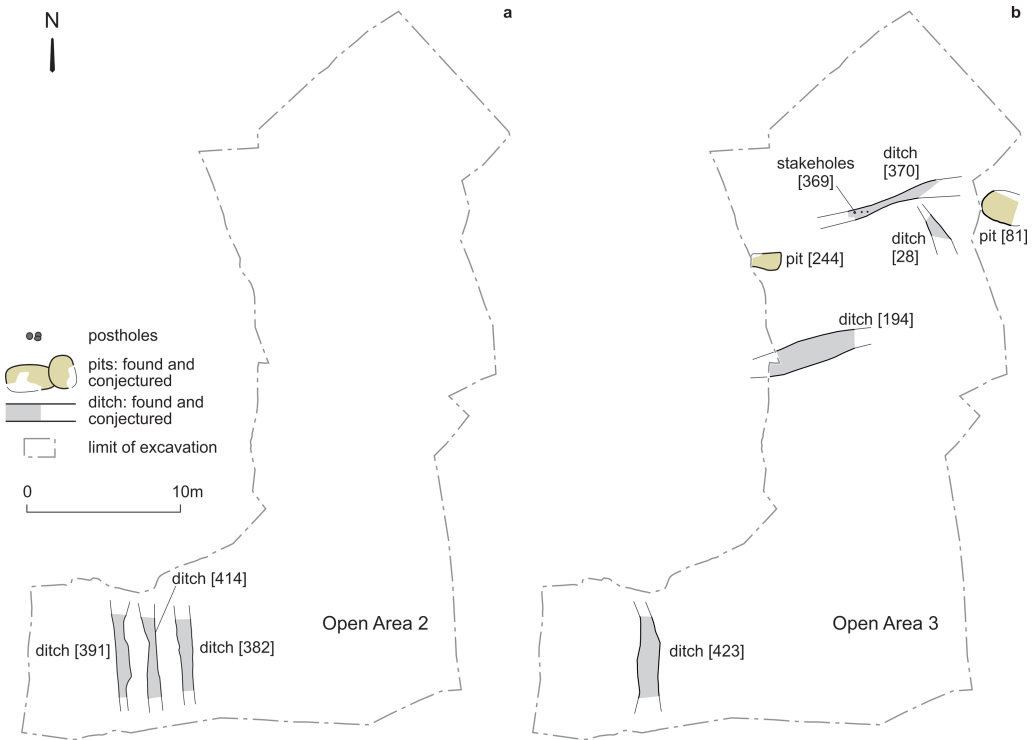 N
a
postholes
pits: found and
conjectured
ditch: found and
conjectured
limit of excavation
0 10m
ditch [414]
ditch [391]
ditch [382]
Open Area 2
b
stakeholes
[369]
ditch
[370]
ditch
[28]
pit [81]
pit [244]
ditch [194]
Open Area 3
ditch [423]